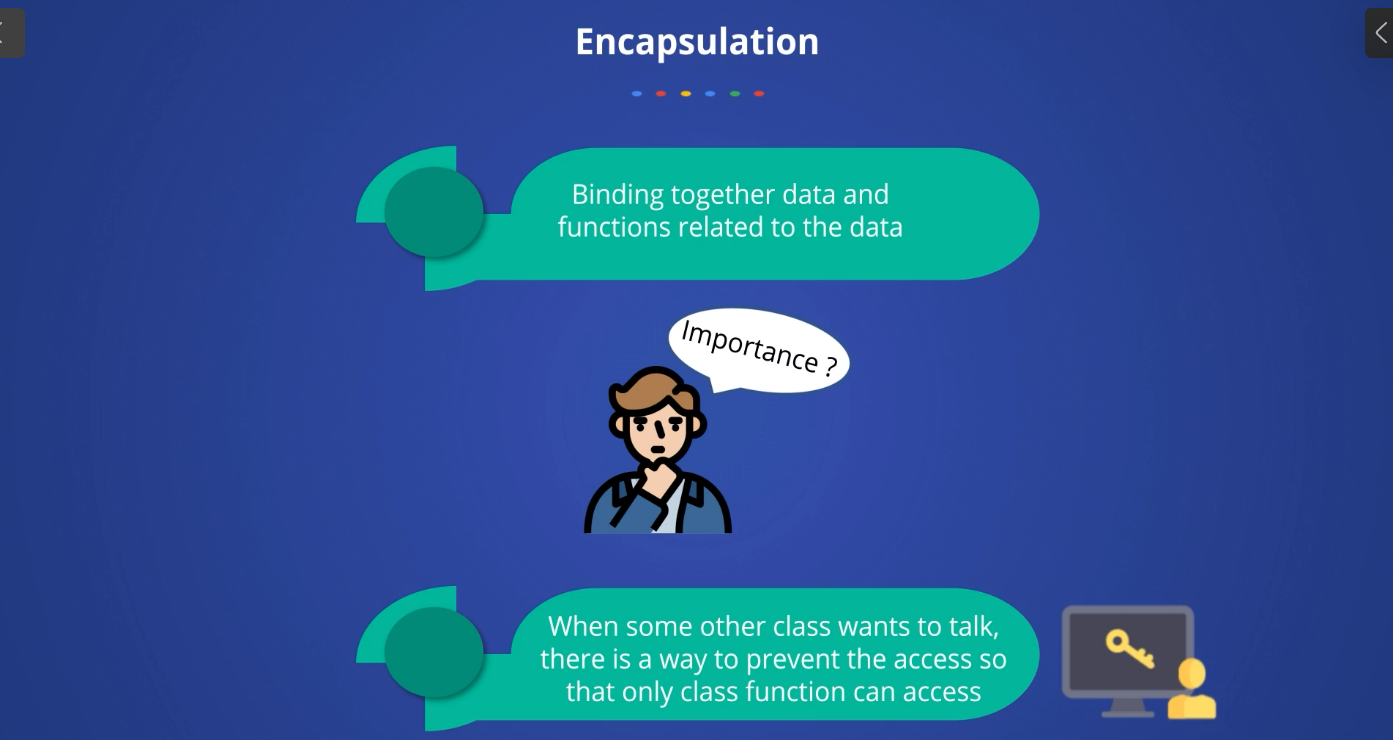 Encapsulation
Binding together data and
functions related to the data
Importance ?
When some other class wants to talk,
there is a way to prevent the access so
that only class function can access